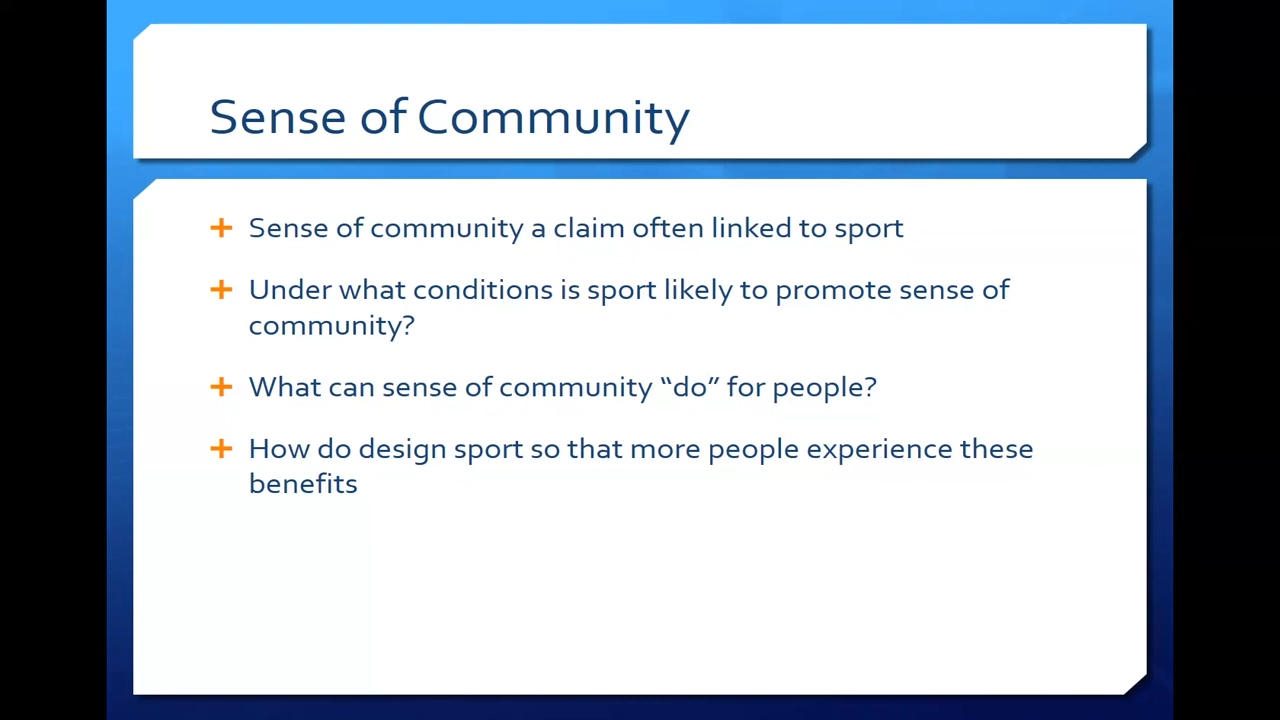 Sense of Community
Sense of community a claim often linked to sport
Under what conditions is sport likely to promote sense of
community?
What can sense of community “do” for people?
How do design sport so that more people experience these
benefits